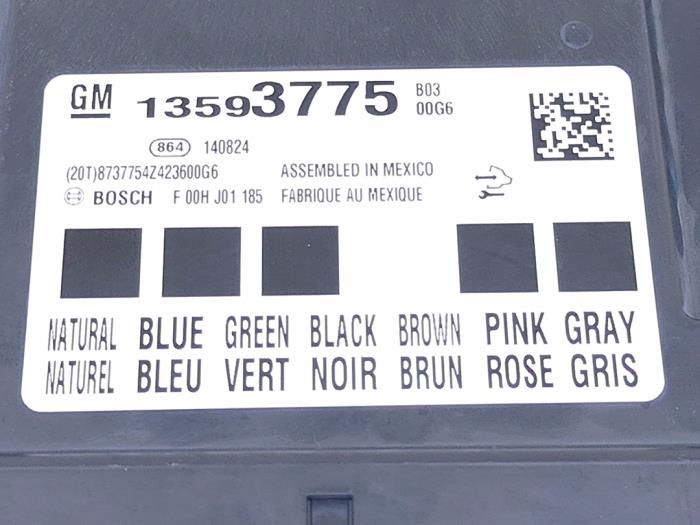 GM 13593775 B03
00G6
864 140824
(20T)8737754Z423600G6 ASSEMBLED IN MEXICO
BOSCH F 00H J01 185 FABRIQUE AU MEXIQUE
NATURAL BLUE GREEN BLACK BROWN PINK GRAY
NATUREL BLEU VERT NOIR BRUN ROSE GRIS